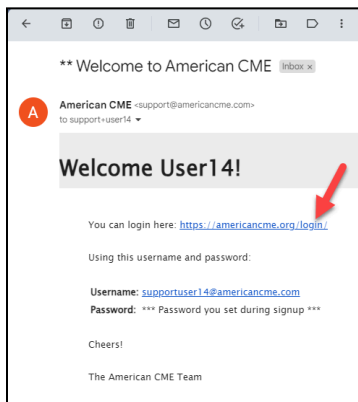 ** Welcome to American CME Inbox x
A
American CME <support@americancme.com>
to support+user14
Welcome User14!
You can login here: https://americancme.org/login/
Using this username and password:
Username: supportuser14@americancme.com
Password: *** Password you set during signup ***
Cheers!
The American CME Team